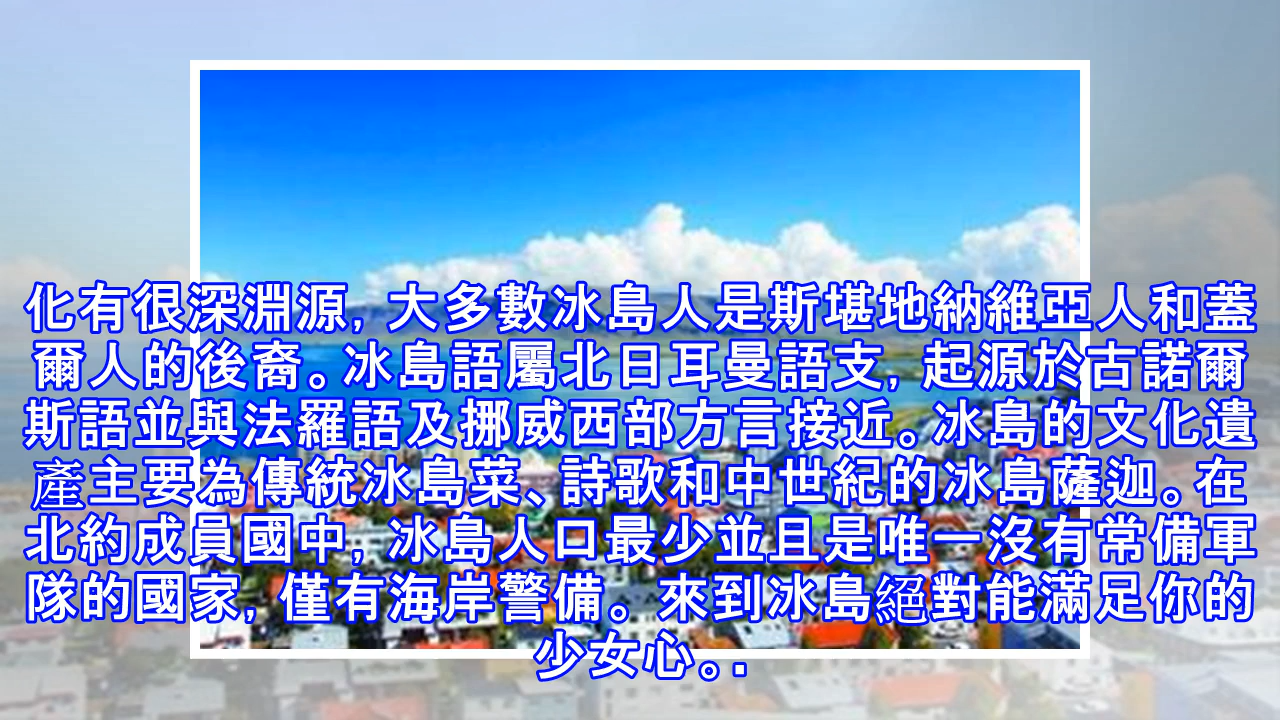 化有很深淵源, 大多數冰島人是斯堪地納維亞人和蓋
爾人的後裔。冰島語屬北日耳曼語支, 起源於古諾爾
斯語並與法羅語及挪威西部方言接近。冰島的文化遺
產主要為傳統冰島菜、詩歌和中世紀的冰島薩迦。在
北約成員國中, 冰島人口最少並且是唯一沒有常備軍
隊的國家, 僅有海岸警備。來到冰島絕對能滿足你的
少女心。.